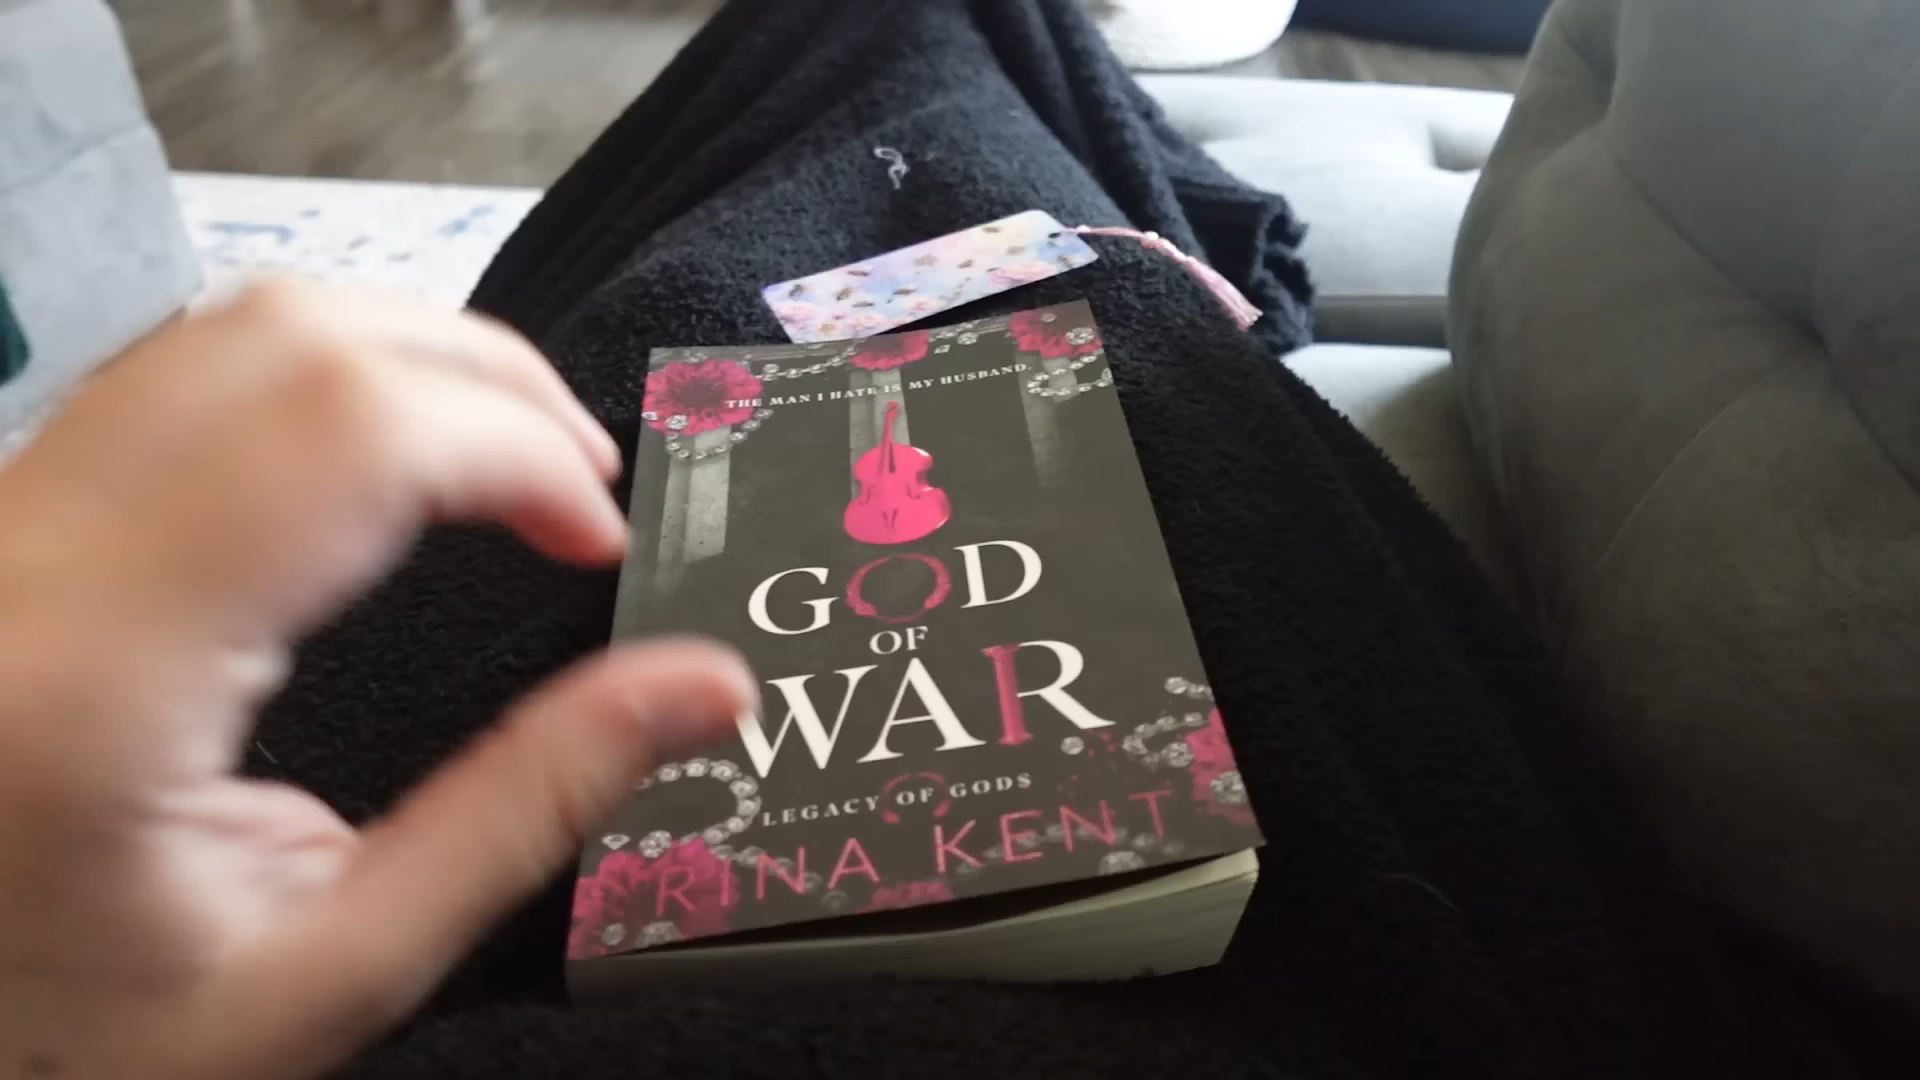 THE MAN I HATE IS MY HUSBAND.
GOD
OF
WAR
LEGACY OF GODS
RINA KENT